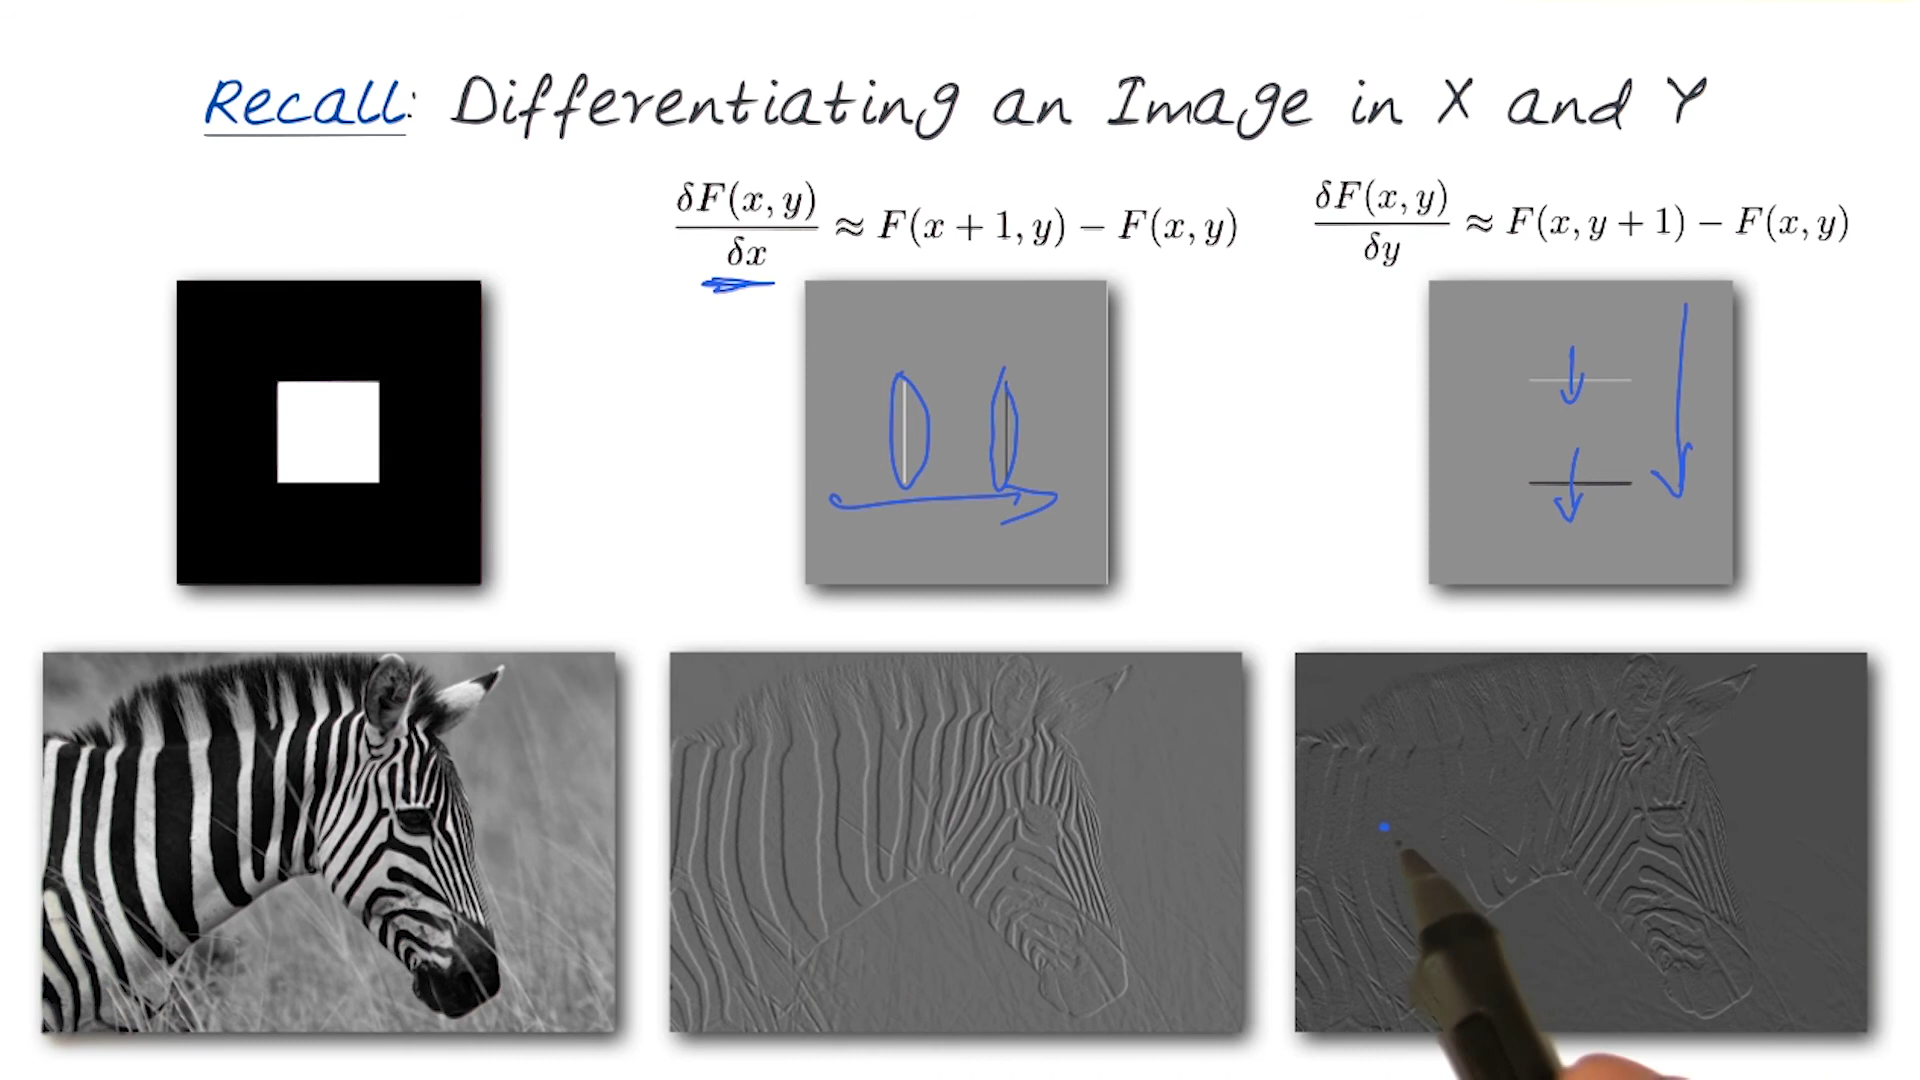 Recall: Differentiating an Image in X and Y
δF(x, y)/δx ≈ F(x + 1, y) − F(x, y)
δF(x, y)/δy ≈ F(x, y + 1) − F(x, y)